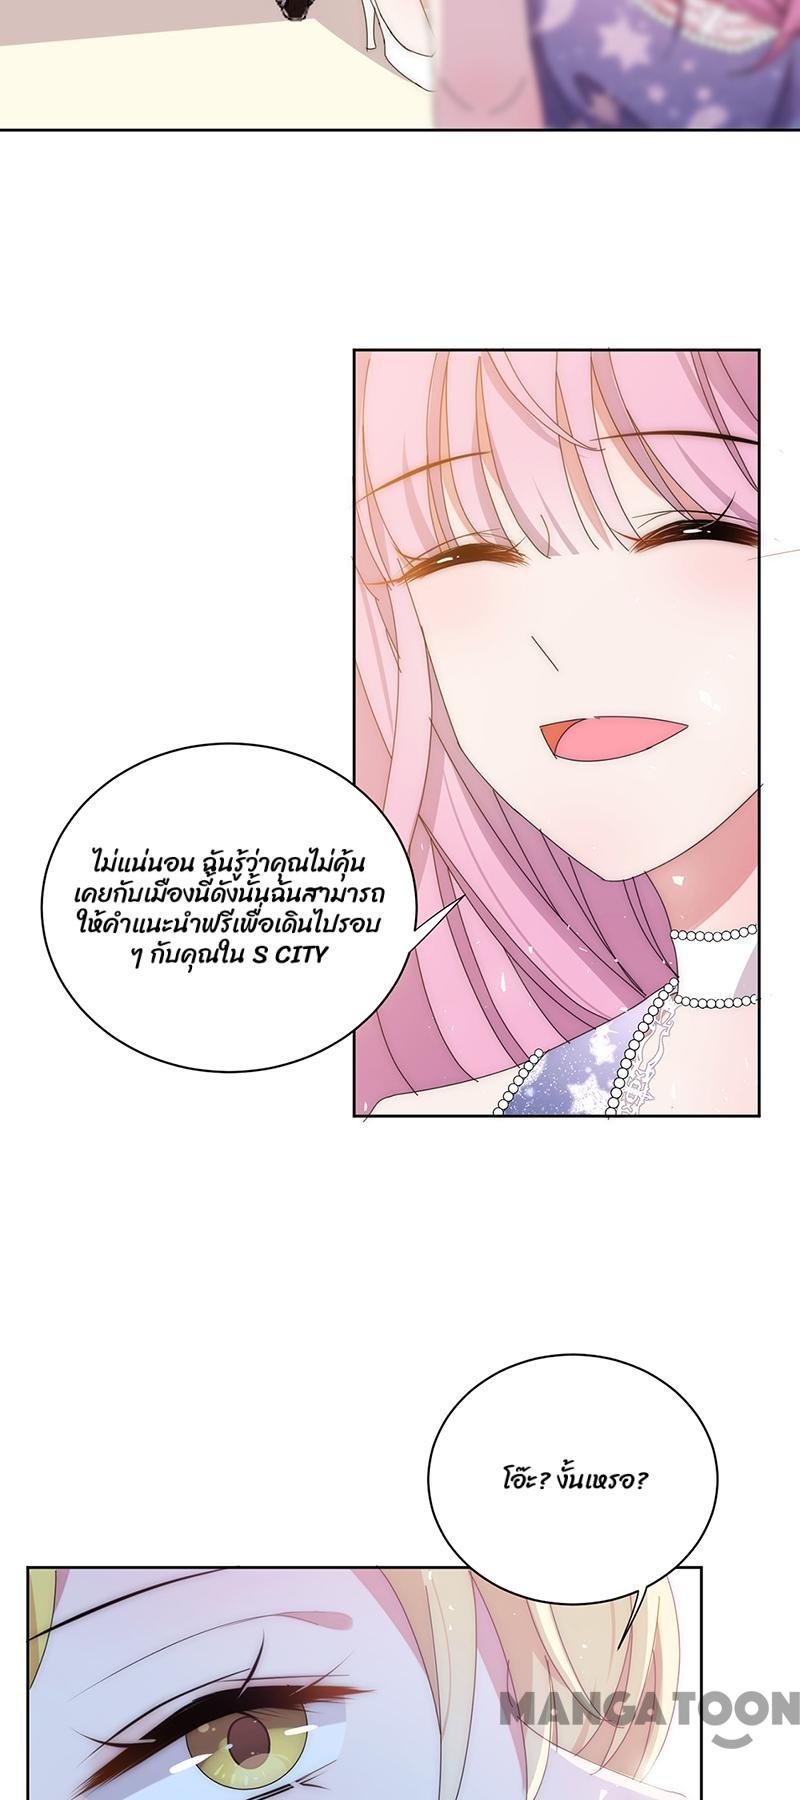 ไม่แน่นอน ฉันรู้ว่าคุณไม่คุ้น
เคยกับเมืองนี้ดังนั้นฉันสามารถ
ให้คำแนะนำฟรีเพื่อเดินไปรอบ
ๆ กับคุณใน S CITY
โอ๊ะ? งั้นเหรอ?
MANGATOON